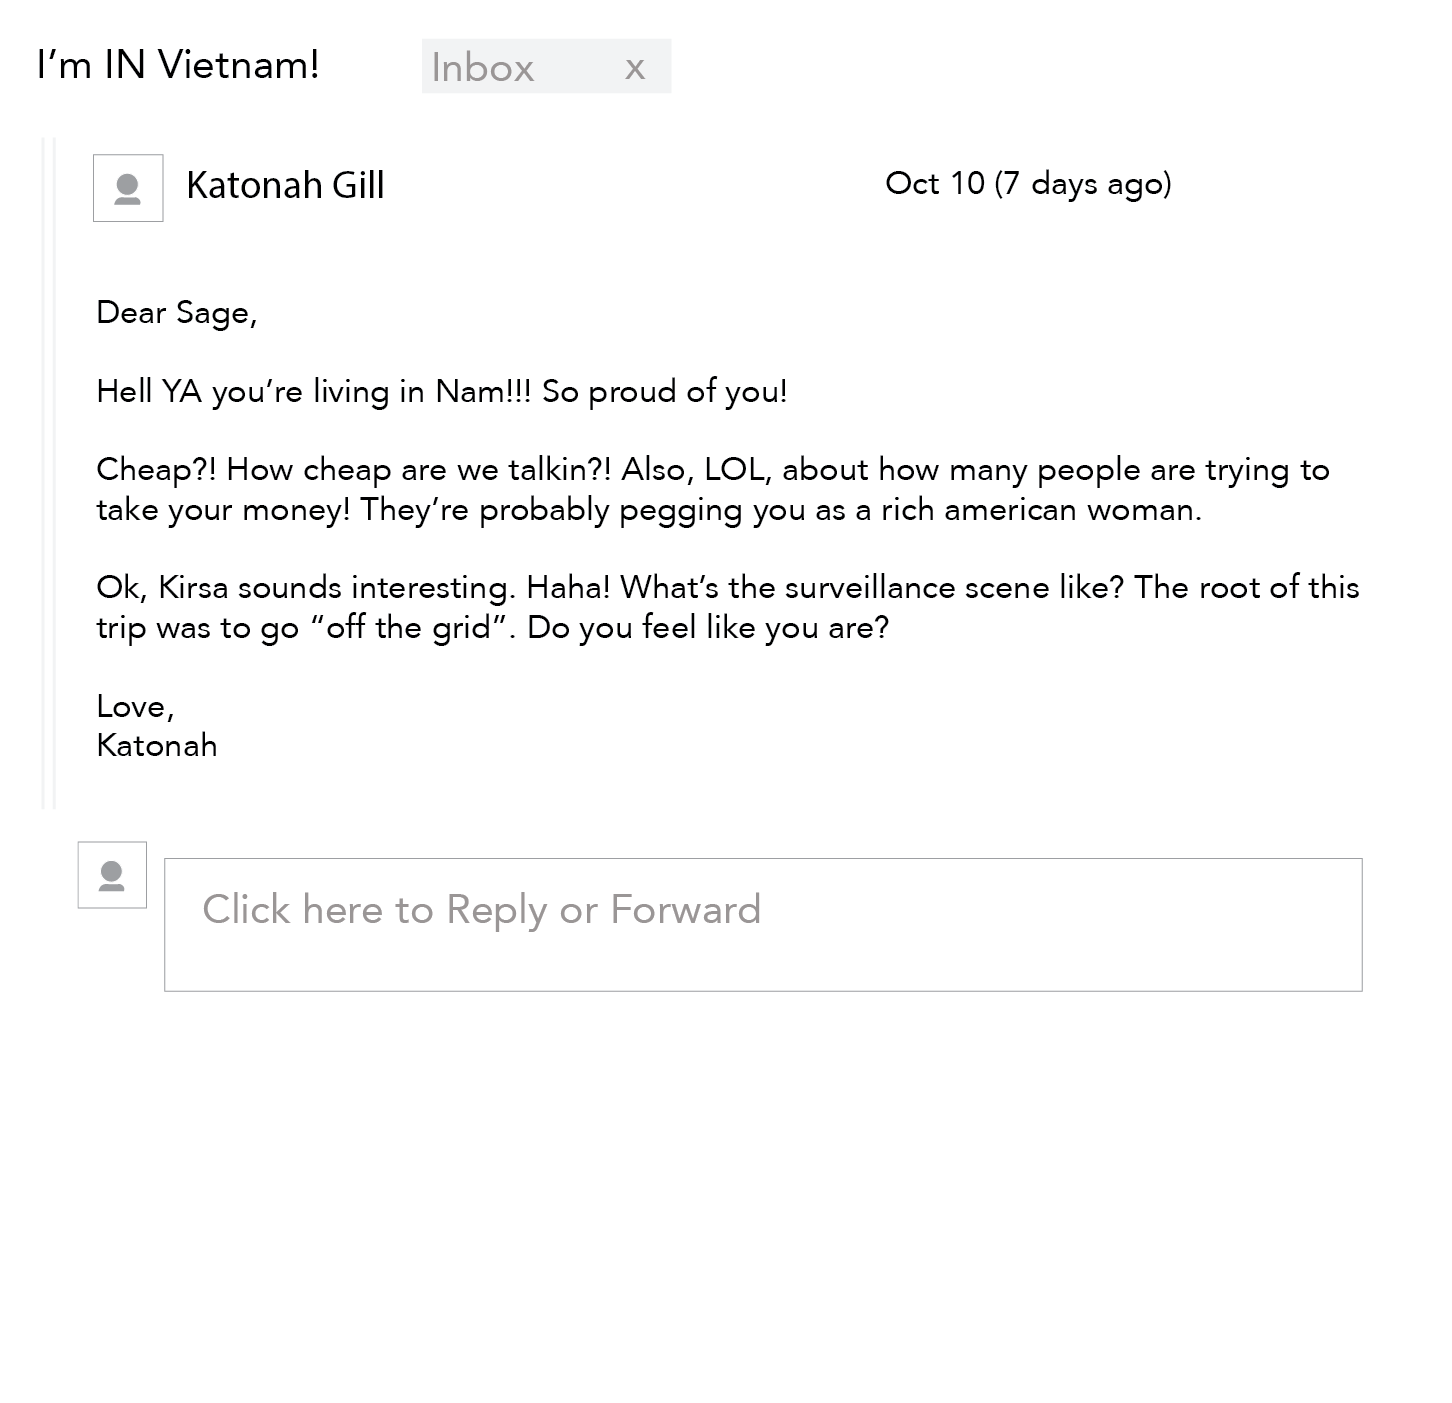 I’m IN Vietnam!
Inbox x
Katonah Gill
Oct 10 (7 days ago)
Dear Sage,
Hell YA you’re living in Nam!!! So proud of you!
Cheap?! How cheap are we talkin?! Also, LOL, about how many people are trying to
take your money! They’re probably pegging you as a rich american woman.
Ok, Kirsa sounds interesting. Haha! What’s the surveillance scene like? The root of this
trip was to go “off the grid”. Do you feel like you are?
Love,
Katonah
Click here to Reply or Forward